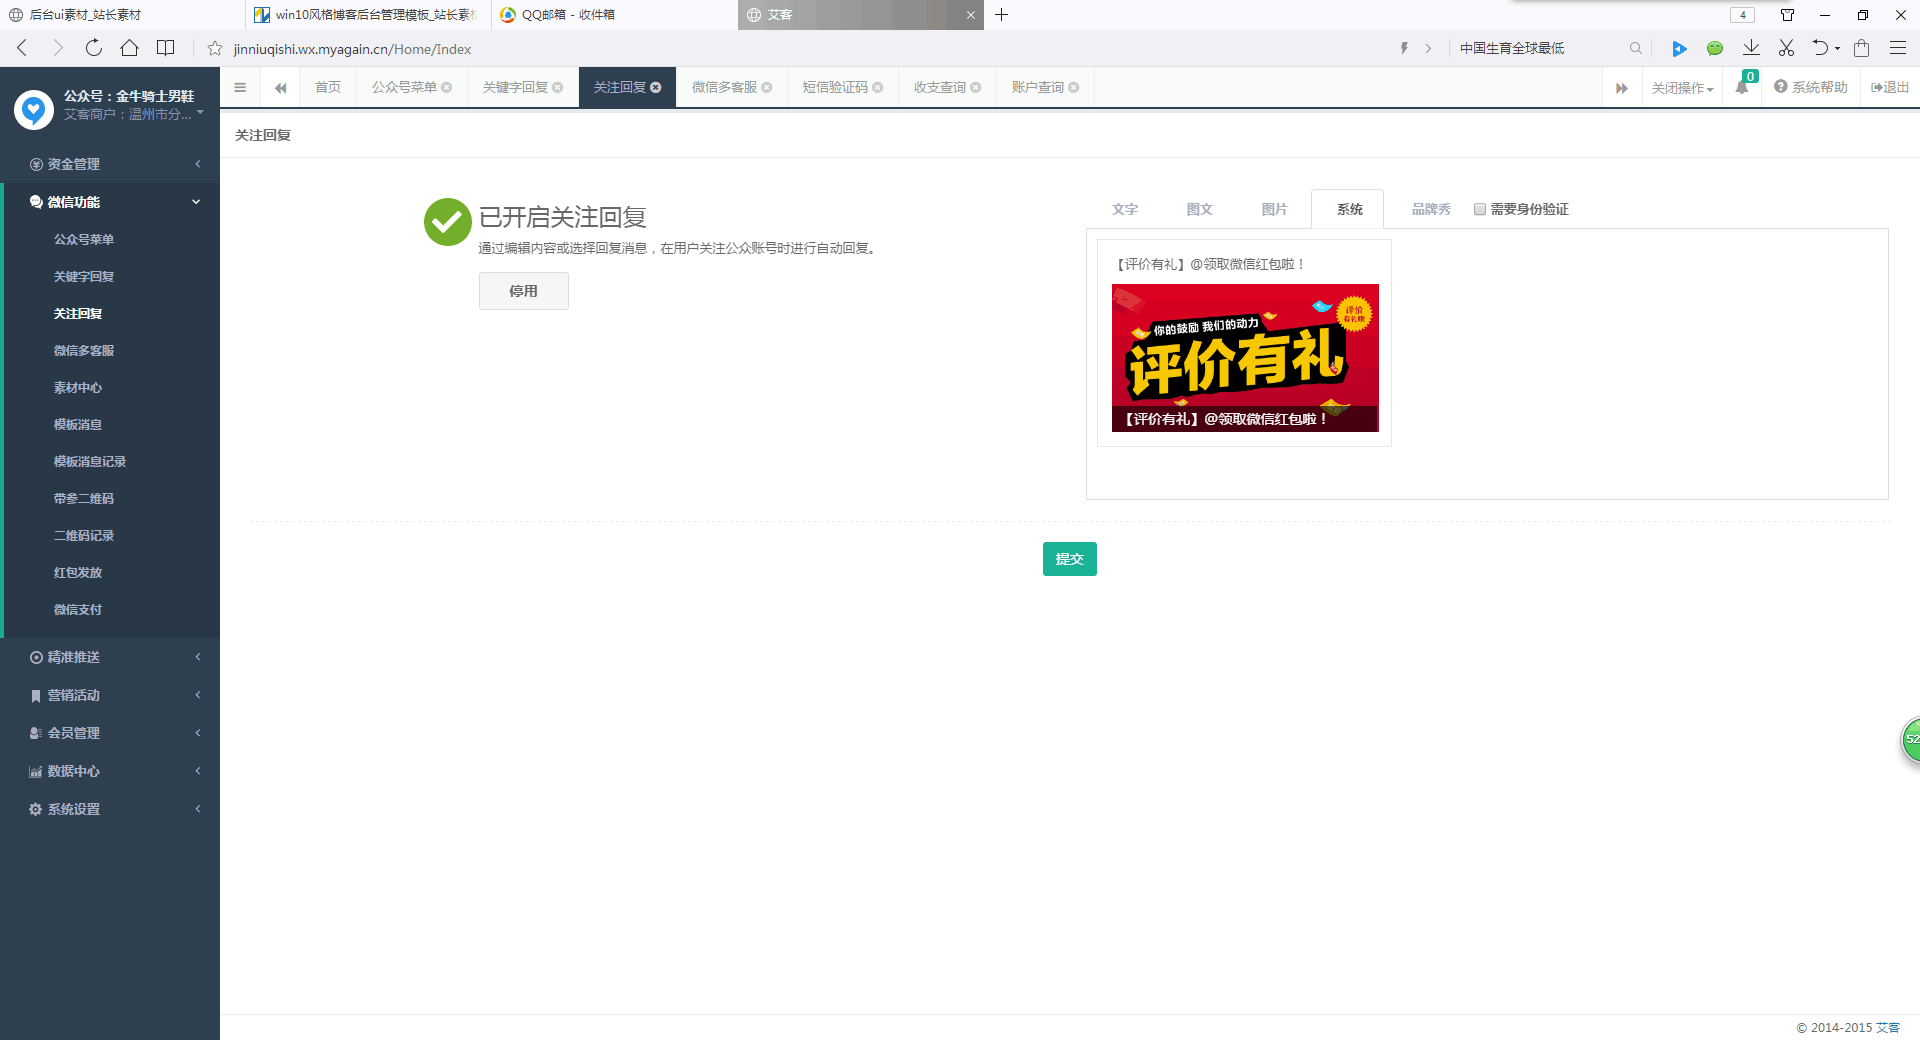 后台ui素材_站长素材
win10风格博客后台管理模板_站长素材
QQ邮箱 - 收件箱
艾客
4
jinniuqishi.wx.myagain.cn/Home/Index
中国生育全球最低
公众号：金牛骑士男鞋
艾客商户：温州市分...
首页
公众号菜单
关键字回复
关注回复
微信多客服
短信验证码
收支查询
账户查询
关闭操作
0
系统帮助
退出
关注回复
资金管理
微信功能
公众号菜单
关键字回复
关注回复
微信多客服
素材中心
模板消息
模板消息记录
带参二维码
二维码记录
红包发放
微信支付
精准推送
营销活动
会员管理
数据中心
系统设置
已开启关注回复
通过编辑内容或选择回复消息，在用户关注公众账号时进行自动回复。
停用
文字
图文
图片
系统
品牌秀
需要身份验证
【评价有礼】@领取微信红包啦！
评价
有礼哦
你的鼓励 我们的动力
评价有礼
【评价有礼】@领取微信红包啦！
提交
52
© 2014-2015 艾客